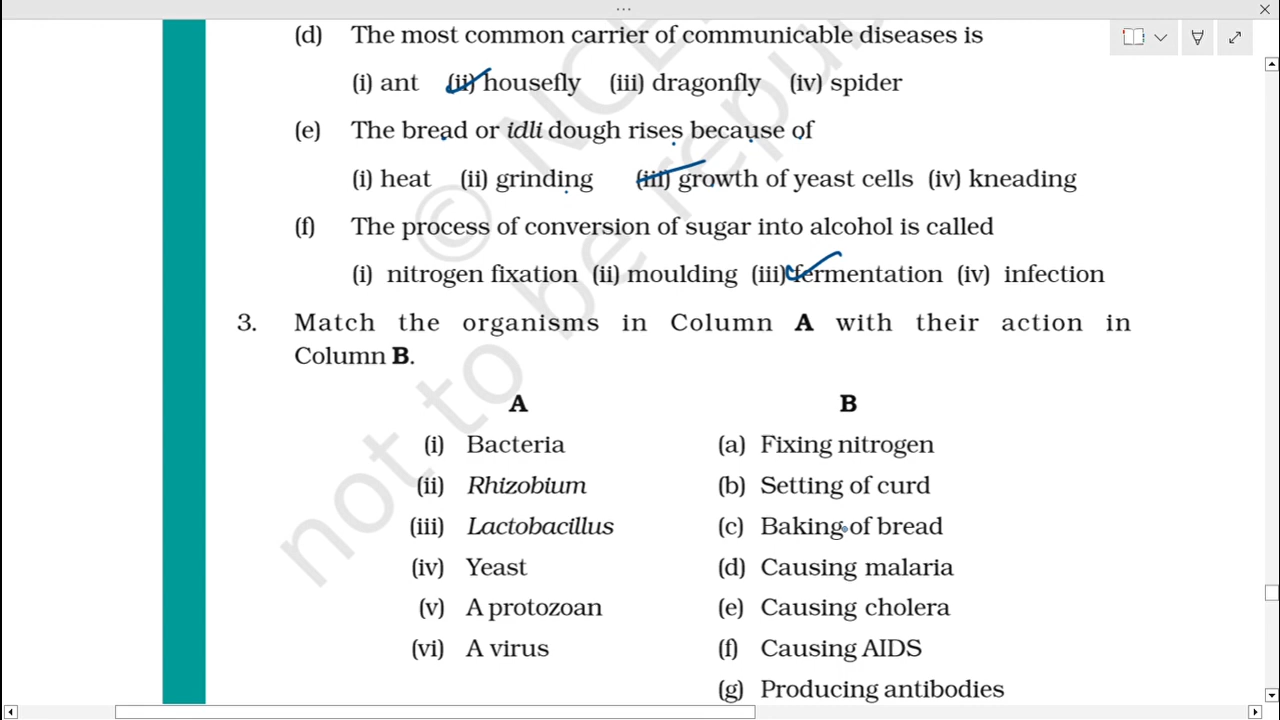 (d) The most common carrier of communicable diseases is
(i) ant (ii) housefly (iii) dragonfly (iv) spider
(e) The bread or idli dough rises because of
(i) heat (ii) grinding (iii) growth of yeast cells (iv) kneading
(f) The process of conversion of sugar into alcohol is called
(i) nitrogen fixation (ii) moulding (iii) fermentation (iv) infection
3. Match the organisms in Column A with their action in
Column B.
A B
(i) Bacteria (a) Fixing nitrogen
(ii) Rhizobium (b) Setting of curd
(iii) Lactobacillus (c) Baking of bread
(iv) Yeast (d) Causing malaria
(v) A protozoan (e) Causing cholera
(vi) A virus (f) Causing AIDS
(g) Producing antibodies
not to be